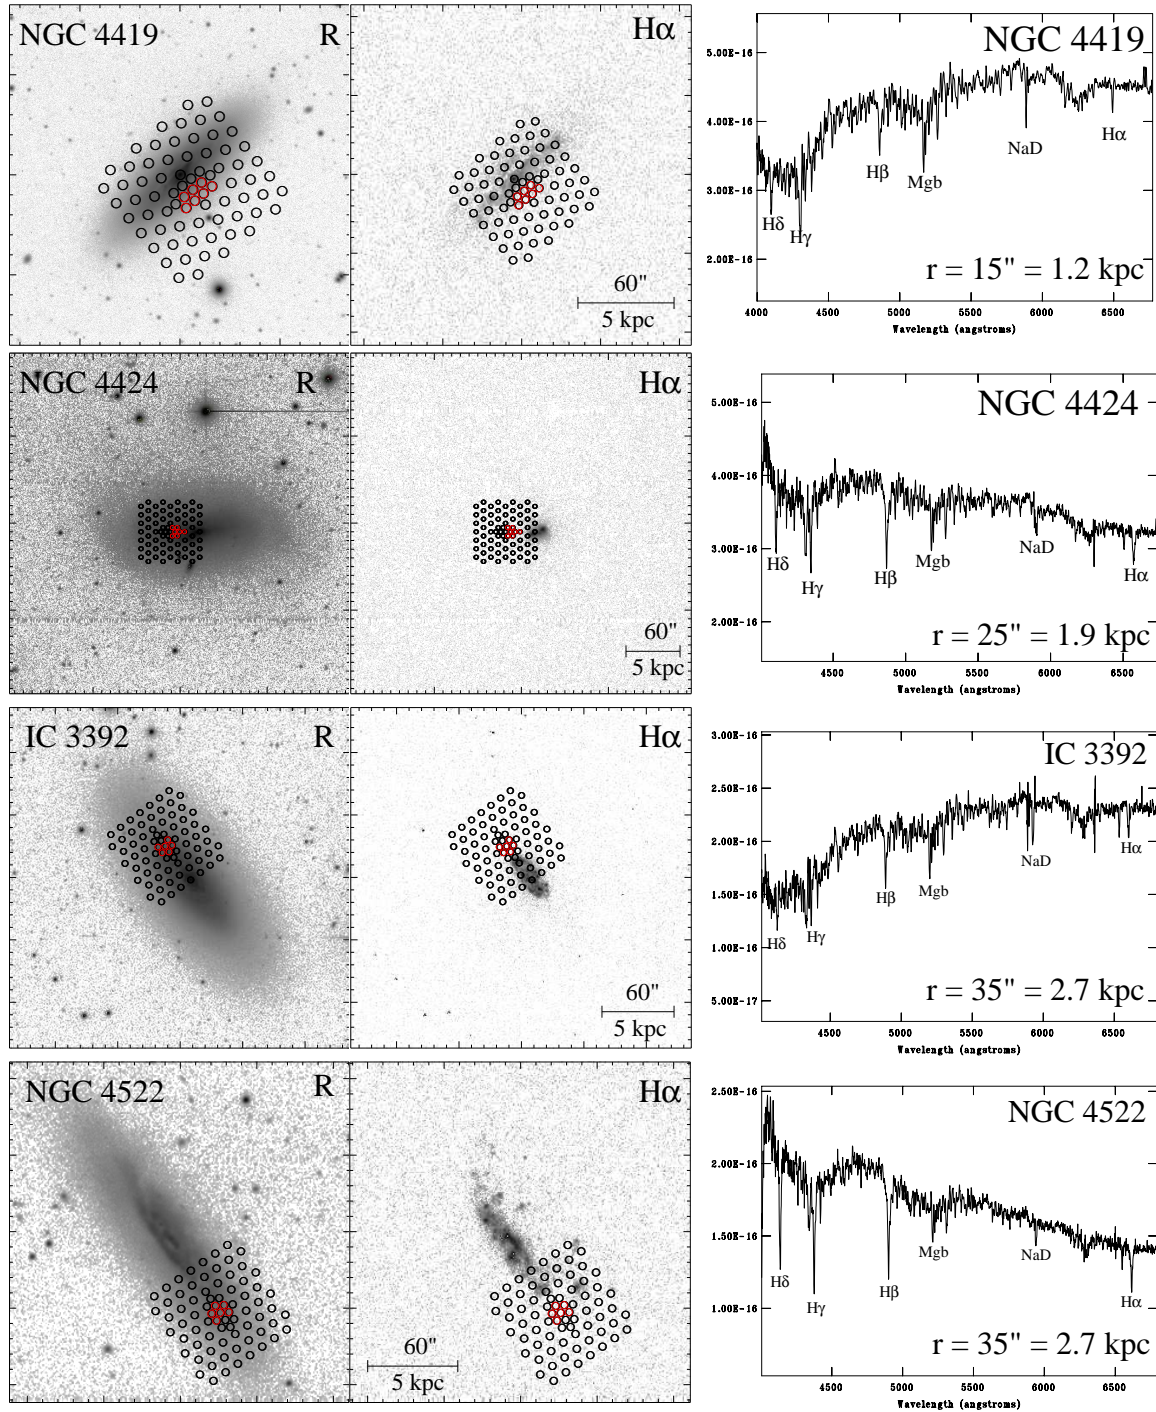 NGC 4419 R
Hα
60"
5 kpc
NGC 4419
5.00E-16
4.00E-16
3.00E-16
2.00E-16
Hδ
Hγ
Hβ
Mgb
NaD
Hα
r = 15" = 1.2 kpc
4000 4500 5000 5500 6000 6500
Wavelength (angstroms)
NGC 4424 R
Hα
60"
5 kpc
NGC 4424
5.00E-16
4.00E-16
3.00E-16
2.00E-16
Hδ
Hγ
Hβ
Mgb
NaD
Hα
r = 25" = 1.9 kpc
4500 5000 5500 6000 6500
Wavelength (angstroms)
IC 3392 R
Hα
60"
5 kpc
IC 3392
3.00E-16
2.50E-16
2.00E-16
1.50E-16
1.00E-16
5.00E-17
Hδ
Hγ
Hβ
Mgb
NaD
Hα
r = 35" = 2.7 kpc
4500 5000 5500 6000 6500
Wavelength (angstroms)
NGC 4522 R
Hα
60"
5 kpc
NGC 4522
2.50E-16
2.00E-16
1.50E-16
1.00E-16
Hδ
Hγ
Hβ
Mgb
NaD
Hα
r = 35" = 2.7 kpc
4500 5000 5500 6000 6500
Wavelength (angstroms)